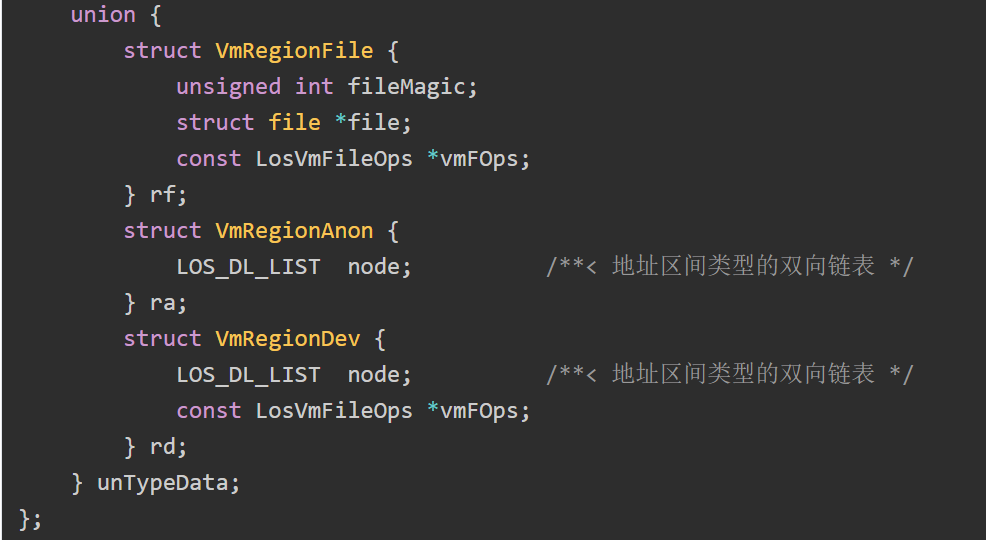 union {
        struct VmRegionFile {
            unsigned int fileMagic;
            struct file *file;
            const LosVmFileOps *vmFOps;
        } rf;
        struct VmRegionAnon {
            LOS_DL_LIST  node;          /**< 地址区间类型的双向链表 */
        } ra;
        struct VmRegionDev {
            LOS_DL_LIST  node;          /**< 地址区间类型的双向链表 */
            const LosVmFileOps *vmFOps;
        } rd;
    } unTypeData;
};